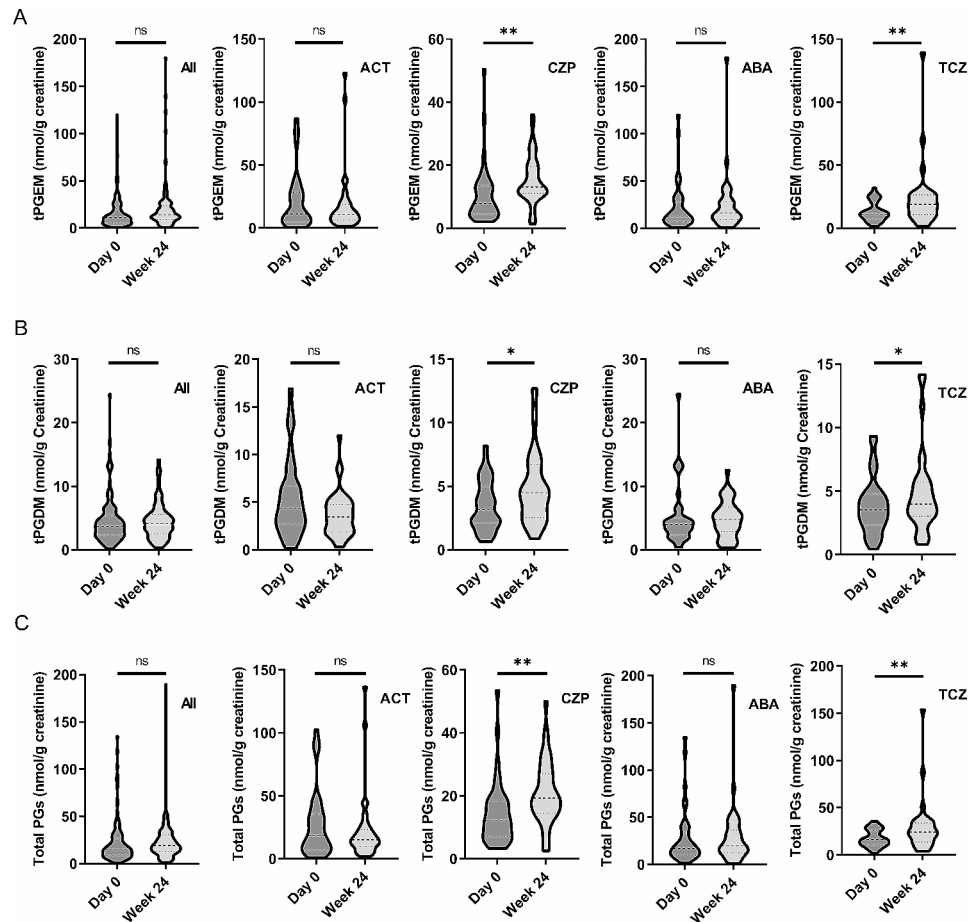 A
ns
All
tPGEM (nmol/g creatinine)
200
150
100
50
0
Day 0
Week 24
ns
ACT
tPGEM (nmol/g creatinine)
150
100
50
0
Day 0
Week 24
**
CZP
tPGEM (nmol/g creatinine)
60
40
20
0
Day 0
Week 24
ns
ABA
tPGEM (nmol/g creatinine)
200
150
100
50
0
Day 0
Week 24
**
TCZ
tPGEM (nmol/g creatinine)
150
100
50
0
Day 0
Week 24
B
ns
All
tPGDM (nmol/g Creatinine)
30
20
10
0
Day 0
Week 24
ns
ACT
tPGDM (nmol/g Creatinine)
20
15
10
5
0
Day 0
Week 24
*
CZP
tPGDM (nmol/g Creatinine)
15
10
5
0
Day 0
Week 24
ns
ABA
tPGDM (nmol/g Creatinine)
30
20
10
0
Day 0
Week 24
*
TCZ
tPGDM (nmol/g Creatinine)
15
10
5
0
Day 0
Week 24
C
ns
All
Total PGs (nmol/g creatinine)
200
150
100
50
0
Day 0
Week 24
ns
ACT
Total PGs (nmol/g creatinine)
150
100
50
0
Day 0
Week 24
**
CZP
Total PGs (nmol/g creatinine)
60
40
20
0
Day 0
Week 24
ns
ABA
Total PGs (nmol/g creatinine)
200
150
100
50
0
Day 0
Week 24
**
TCZ
Total PGs (nmol/g creatinine)
200
150
100
50
0
Day 0
Week 24